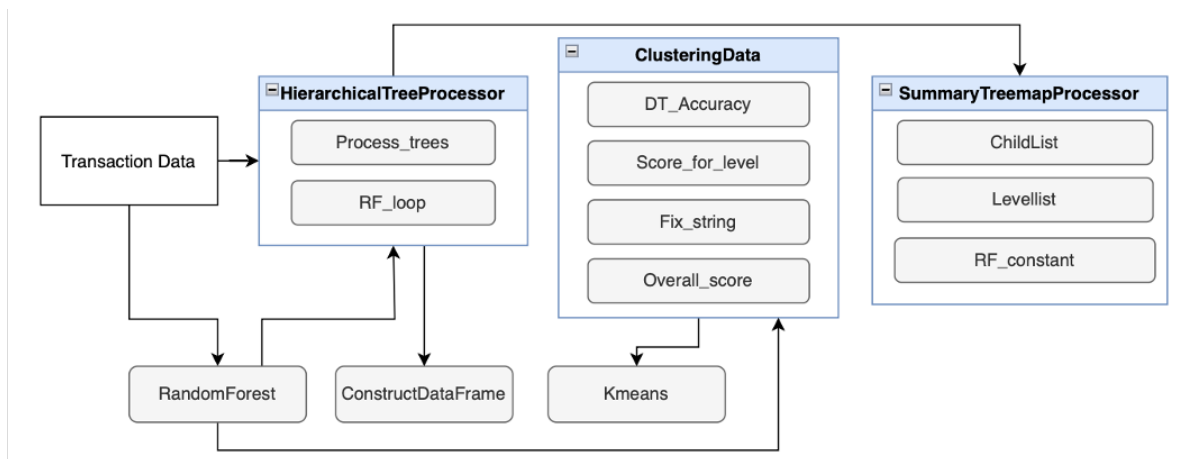 Transaction Data
HierarchicalTreeProcessor
Process_trees
RF_loop
ClusteringData
DT_Accuracy
Score_for_level
Fix_string
Overall_score
SummaryTreemapProcessor
ChildList
Levellist
RF_constant
RandomForest
ConstructDataFrame
Kmeans